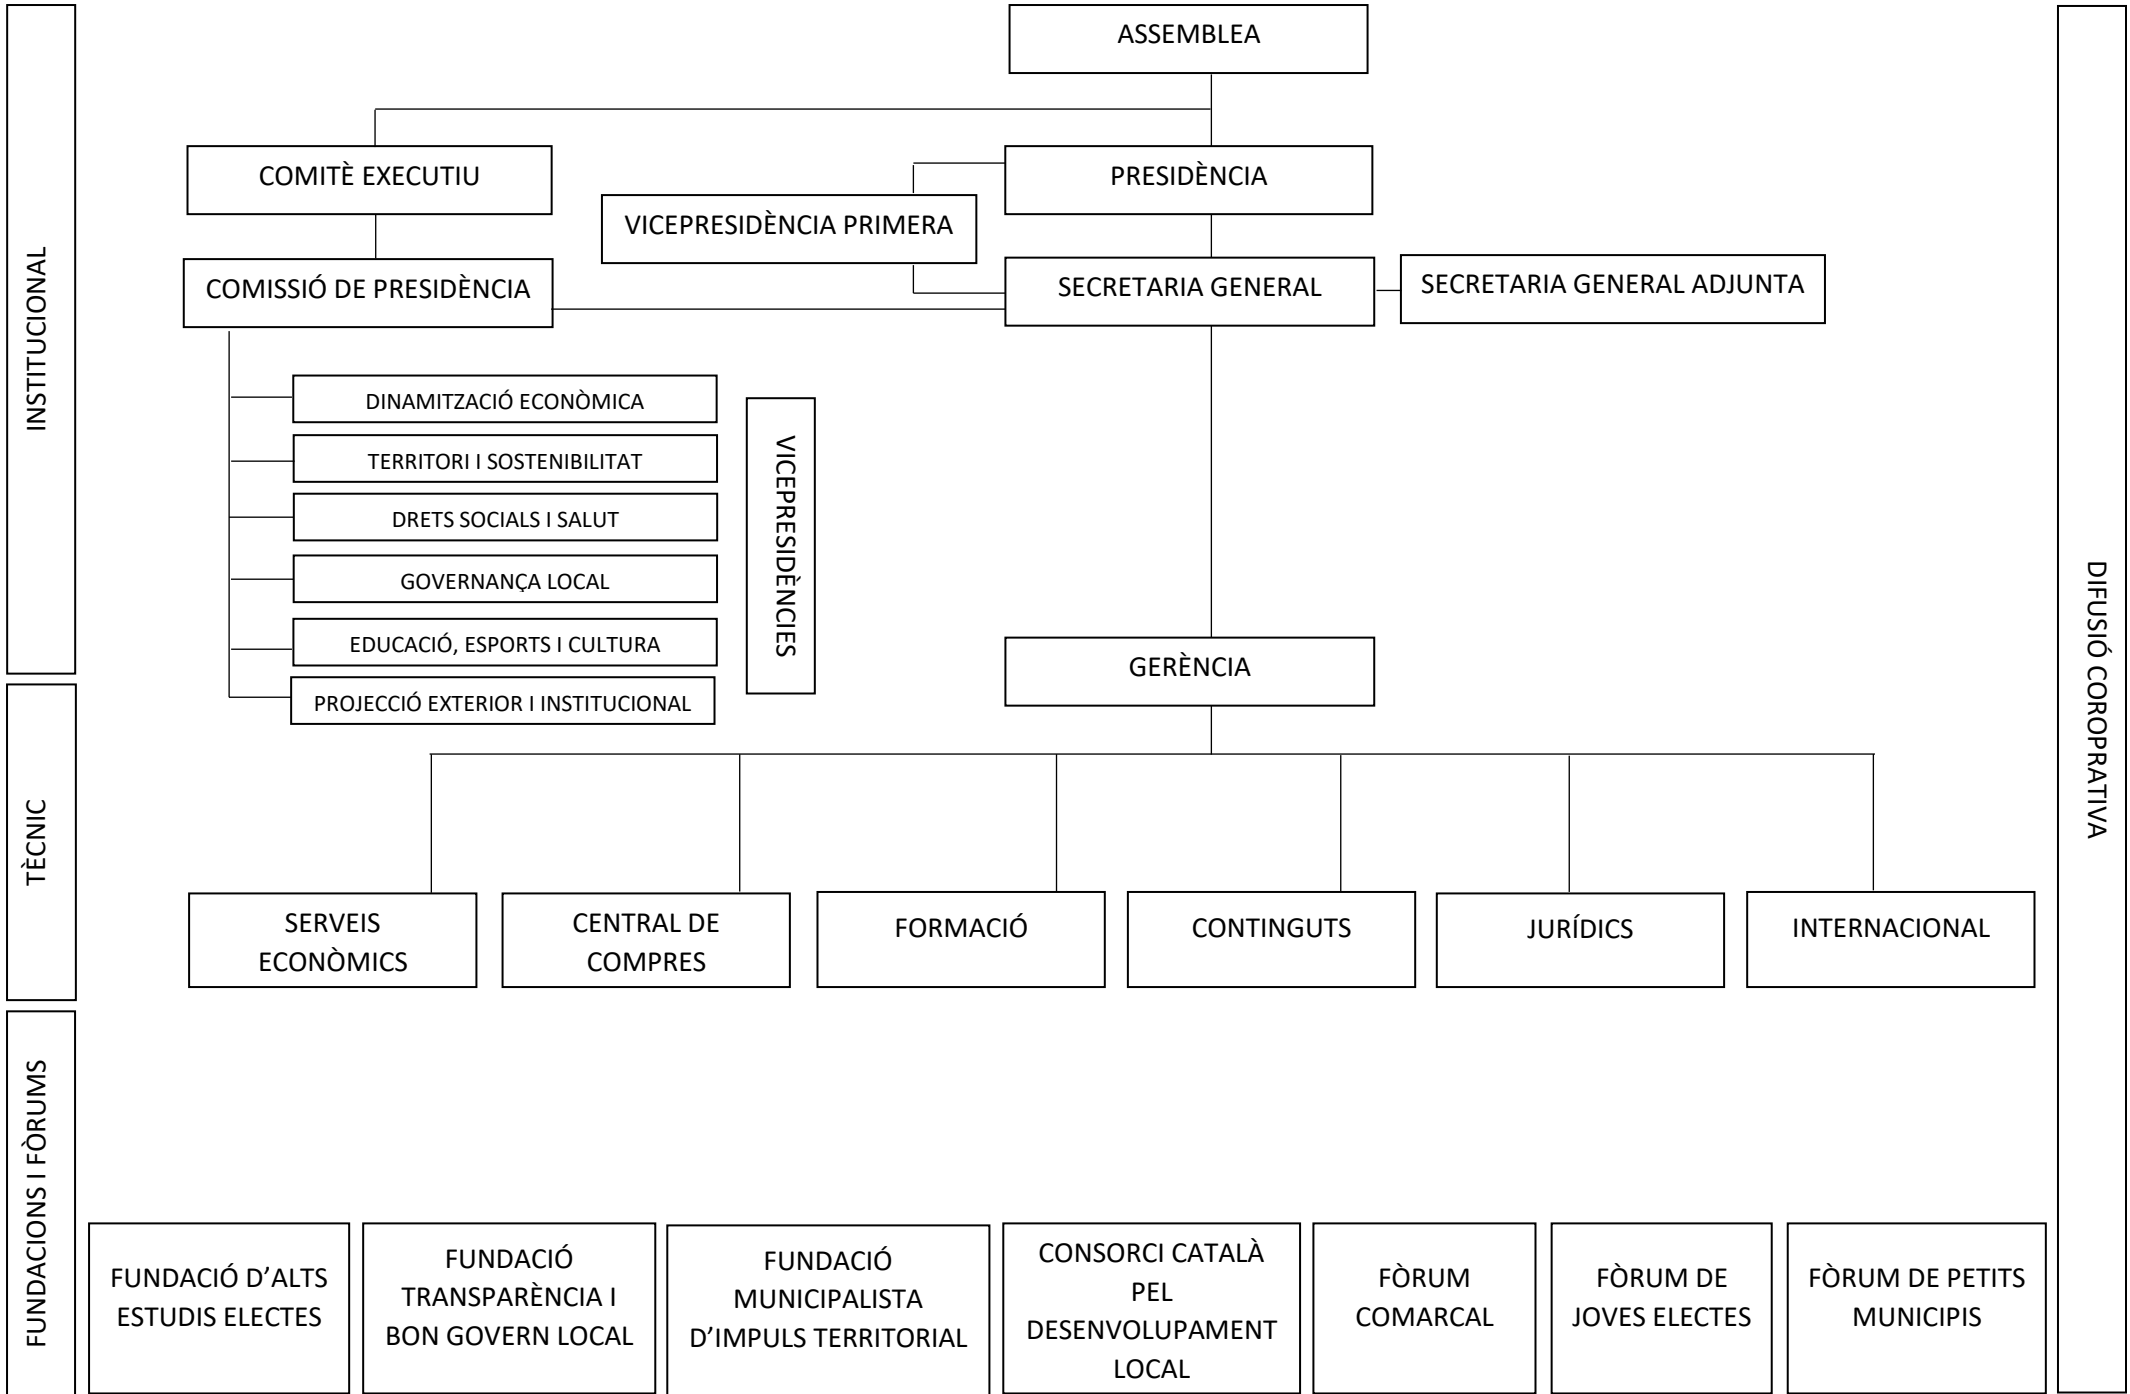 INSTITUCIONAL
ASSEMBLEA
COMITÈ EXECUTIU
PRESIDÈNCIA
VICEPRESIDÈNCIA PRIMERA
COMISSIÓ DE PRESIDÈNCIA
SECRETARIA GENERAL
SECRETARIA GENERAL ADJUNTA
DINAMITZACIÓ ECONÒMICA
TERRITORI I SOSTENIBILITAT
DRETS SOCIALS I SALUT
GOVERNANÇA LOCAL
EDUCACIÓ, ESPORTS I CULTURA
PROJECCIÓ EXTERIOR I INSTITUCIONAL
VICEPRESIDÈNCIES
GERÈNCIA
DIFUSIÓ COROPRATIVA
TÈCNIC
SERVEIS
ECONÒMICS
CENTRAL DE
COMPRES
FORMACIÓ
CONTINGUTS
JURÍDICS
INTERNACIONAL
FUNDACIONS I FÒRUMS
FUNDACIÓ D’ALTS
ESTUDIS ELECTES
FUNDACIÓ
TRANSPARÈNCIA I
BON GOVERN LOCAL
FUNDACIÓ
MUNICIPALISTA
D’IMPULS TERRITORIAL
CONSORCI CATALÀ
PEL
DESENVOLUPAMENT
LOCAL
FÒRUM
COMARCAL
FÒRUM DE
JOVES ELECTES
FÒRUM DE PETITS
MUNICIPIS